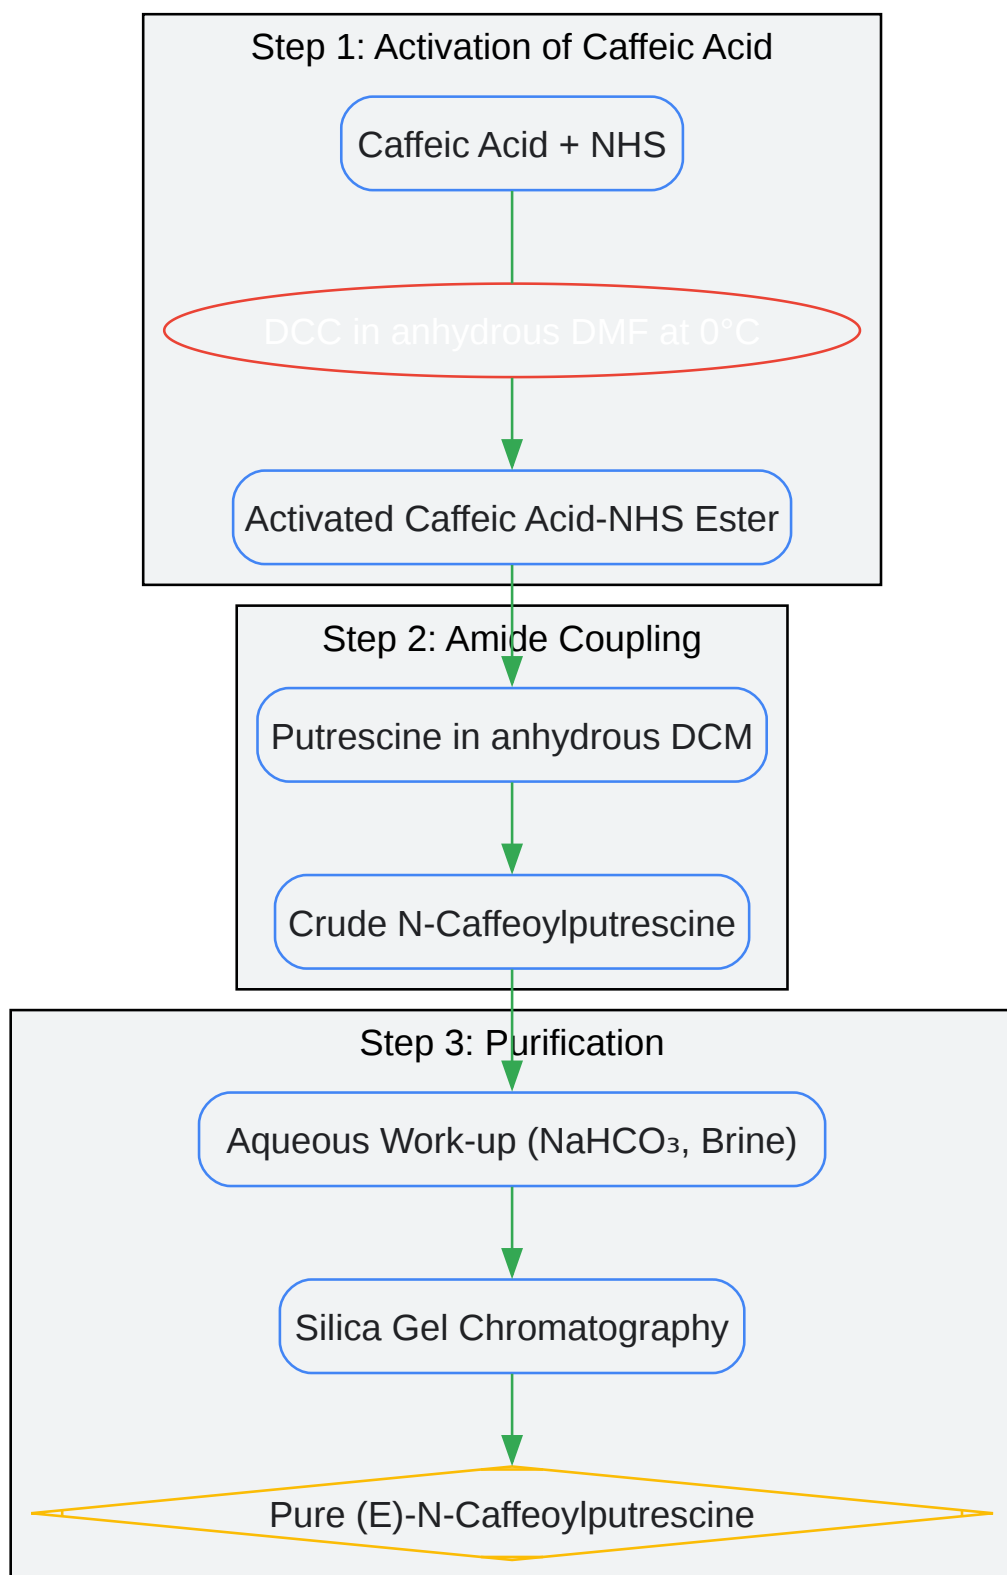 Step 1: Activation of Caffeic Acid
Caffeic Acid + NHS
DCC in anhydrous DMF at 0°C
Activated Caffeic Acid-NHS Ester
Step 2: Amide Coupling
Putrescine in anhydrous DCM
Crude N-Caffeoylputrescine
Step 3: Purification
Aqueous Work-up (NaHCO₃, Brine)
Silica Gel Chromatography
Pure (E)-N-Caffeoylputrescine